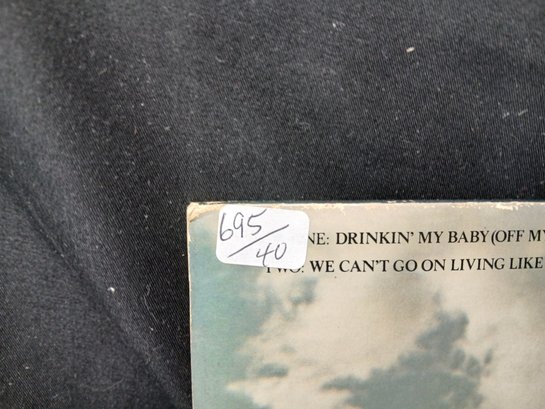 695/40
NE: DRINKIN' MY BABY (OFF MY
TWO: WE CAN'T GO ON LIVING LIKE